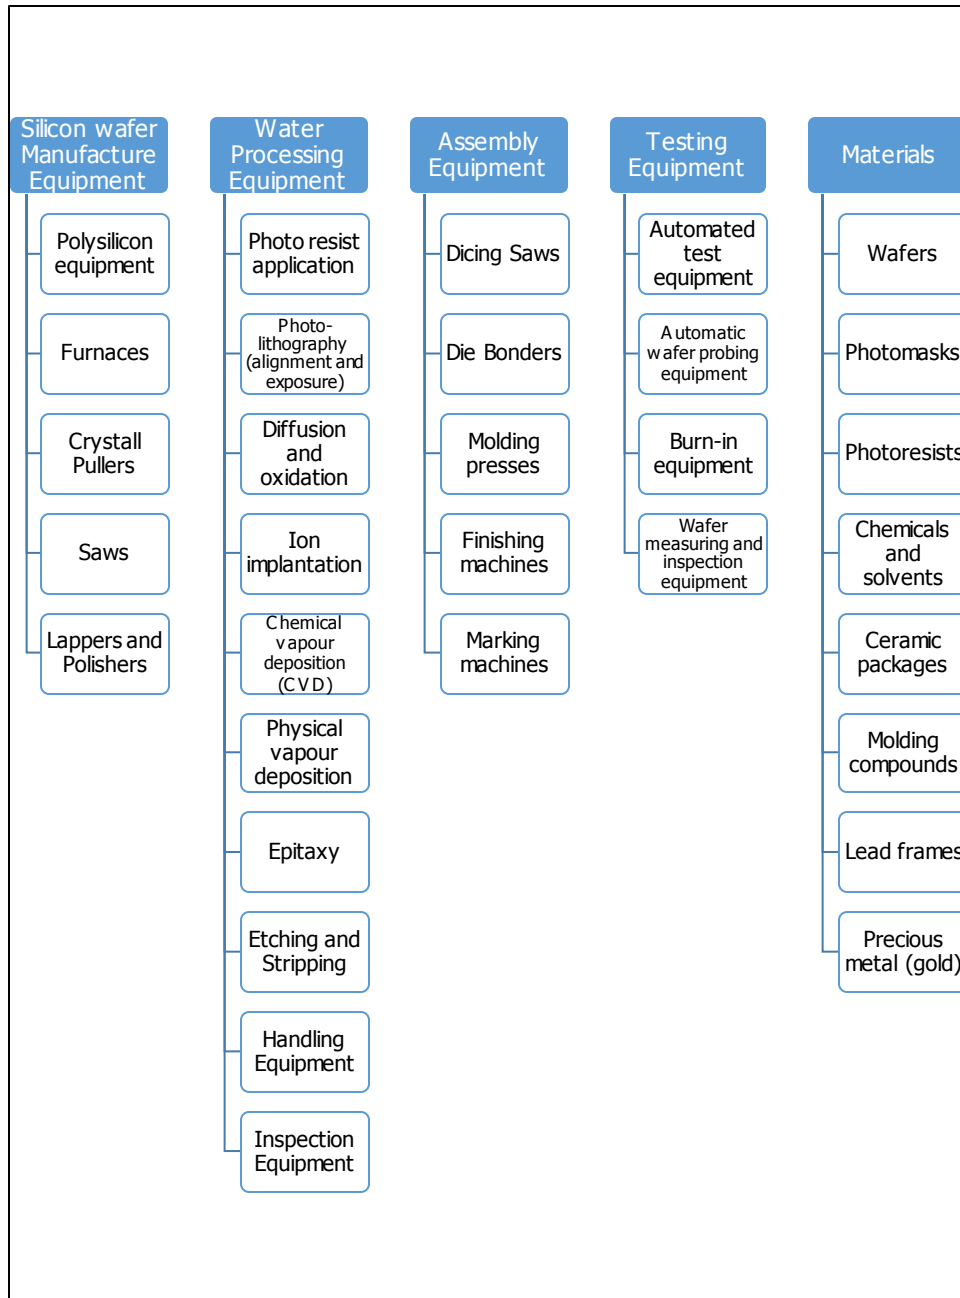 Silicon wafer
Manufacture
Equipment
Polysilicon
equipment
Furnaces
Crystall
Pullers
Saws
Lappers and
Polishers
Water
Processing
Equipment
Photo resist
application
Photo-
lithography
(alignment and
exposure)
Diffusion
and
oxidation
Ion
implantation
Chemical
vapour
deposition
(CVD)
Physical
vapour
deposition
Epitaxy
Etching and
Stripping
Handling
Equipment
Inspection
Equipment
Assembly
Equipment
Dicing Saws
Die Bonders
Molding
presses
Finishing
machines
Marking
machines
Testing
Equipment
Automated
test
equipment
Automatic
wafer probing
equipment
Burn-in
equipment
Wafer
measuring and
inspection
equipment
Materials
Wafers
Photomasks
Photoresists
Chemicals
and
solvents
Ceramic
packages
Molding
compounds
Lead frames
Precious
metal (gold)